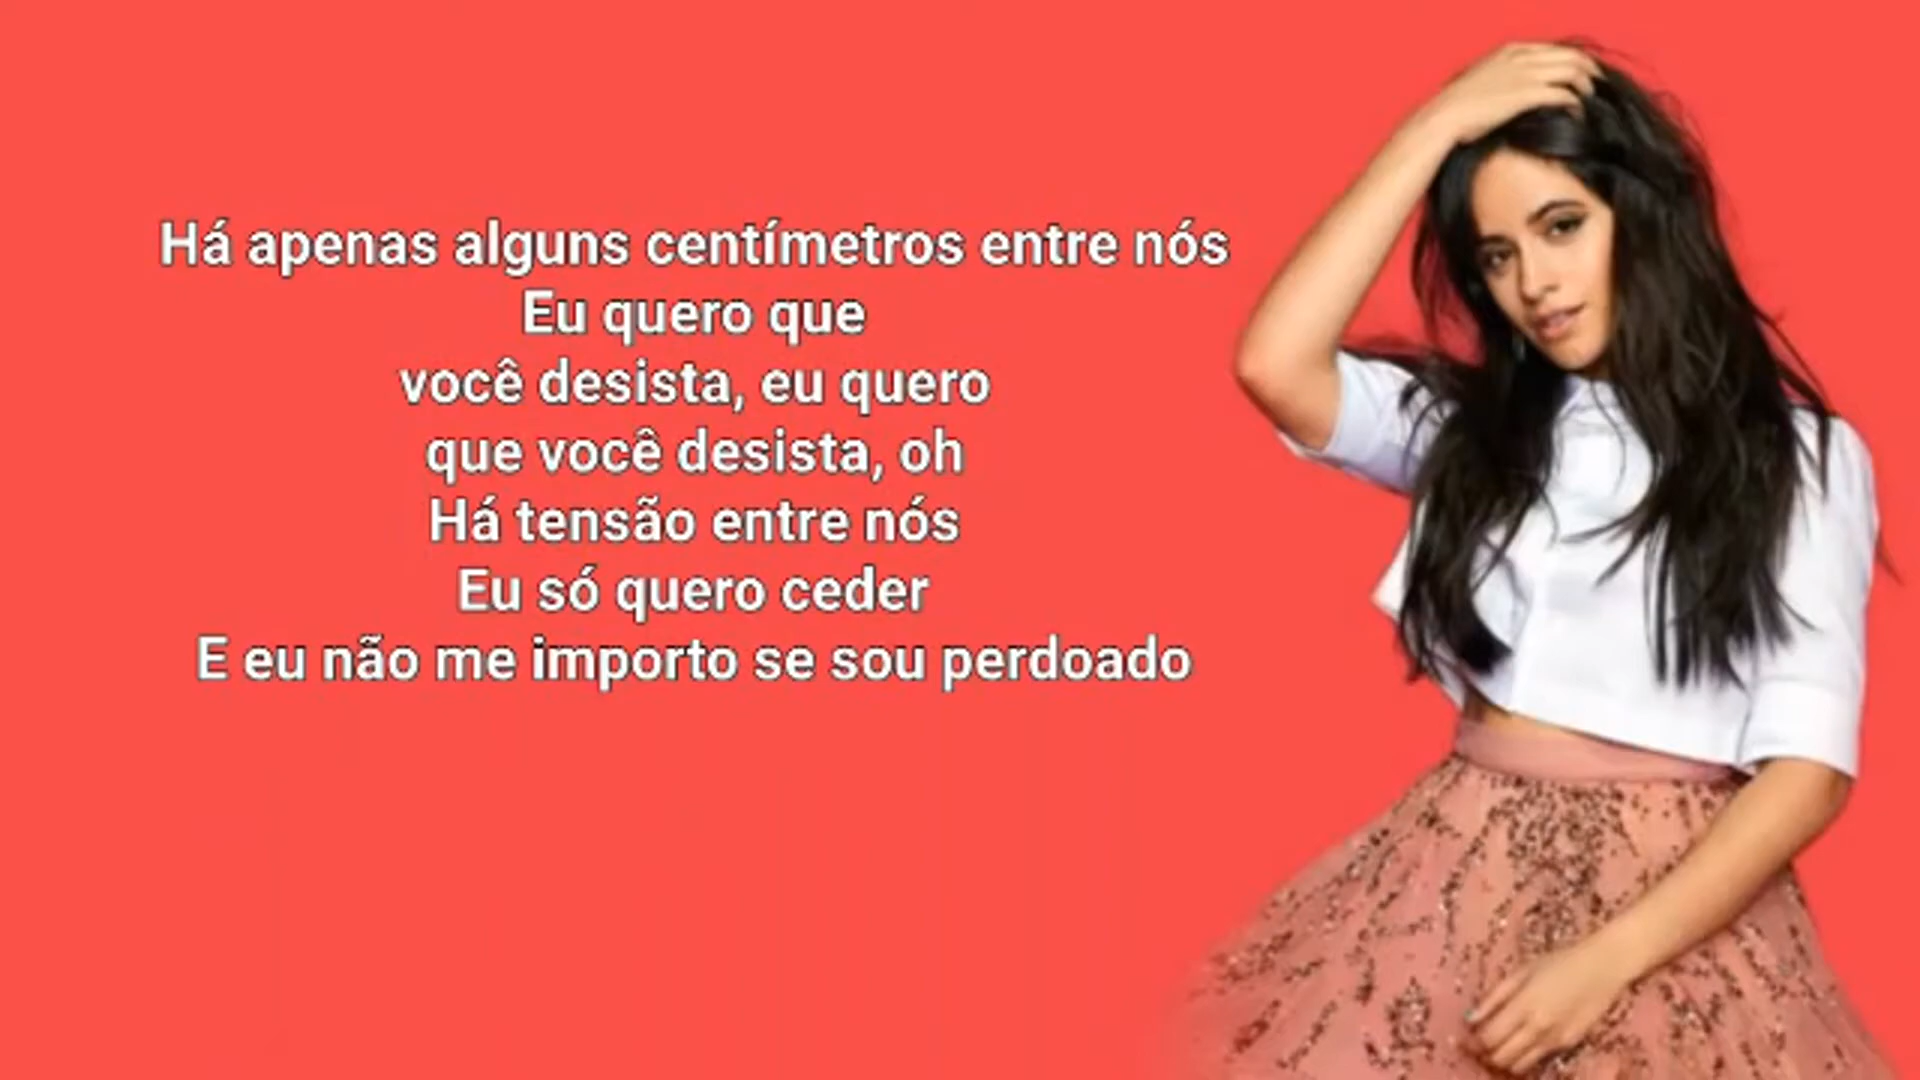 Há apenas alguns centímetros entre nós
Eu quero que
você desista, eu quero
que você desista, oh
Há tensão entre nós
Eu só quero ceder
E eu não me importo se sou perdoado